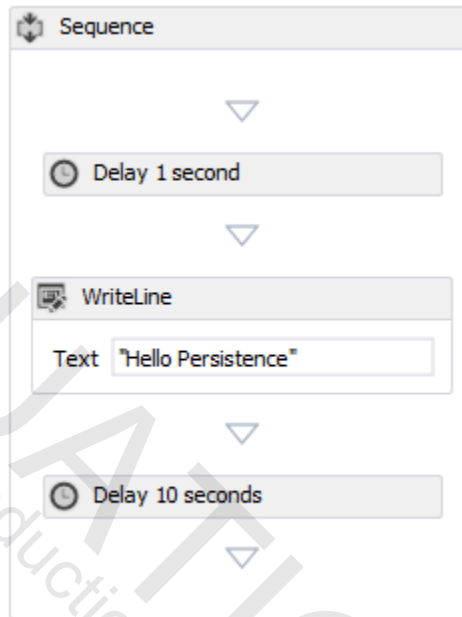 Sequence
Delay 1 second
WriteLine
Text "Hello Persistence"
Delay 10 seconds